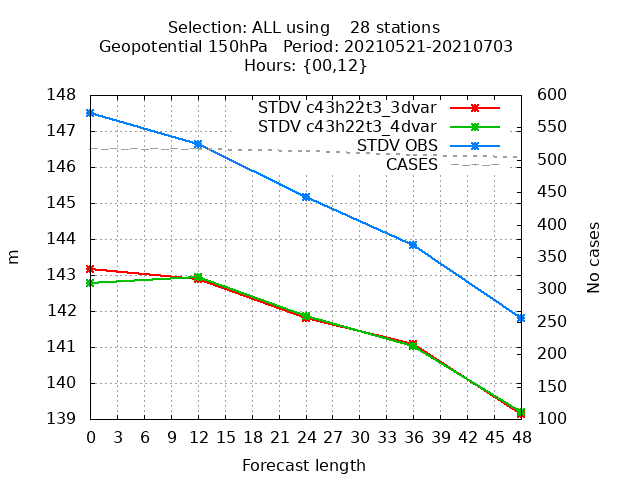 Selection: ALL using    28 stations
Geopotential 150hPa   Period: 20210521-20210703
Hours: {00,12}
STDV c43h22t3_3dvar
STDV c43h22t3_4dvar
STDV OBS
CASES
148
147
146
145
144
143
142
141
140
139
m
600
550
500
450
400
350
300
250
200
150
100
No cases
0 3 6 9 12 15 18 21 24 27 30 33 36 39 42 45 48
Forecast length